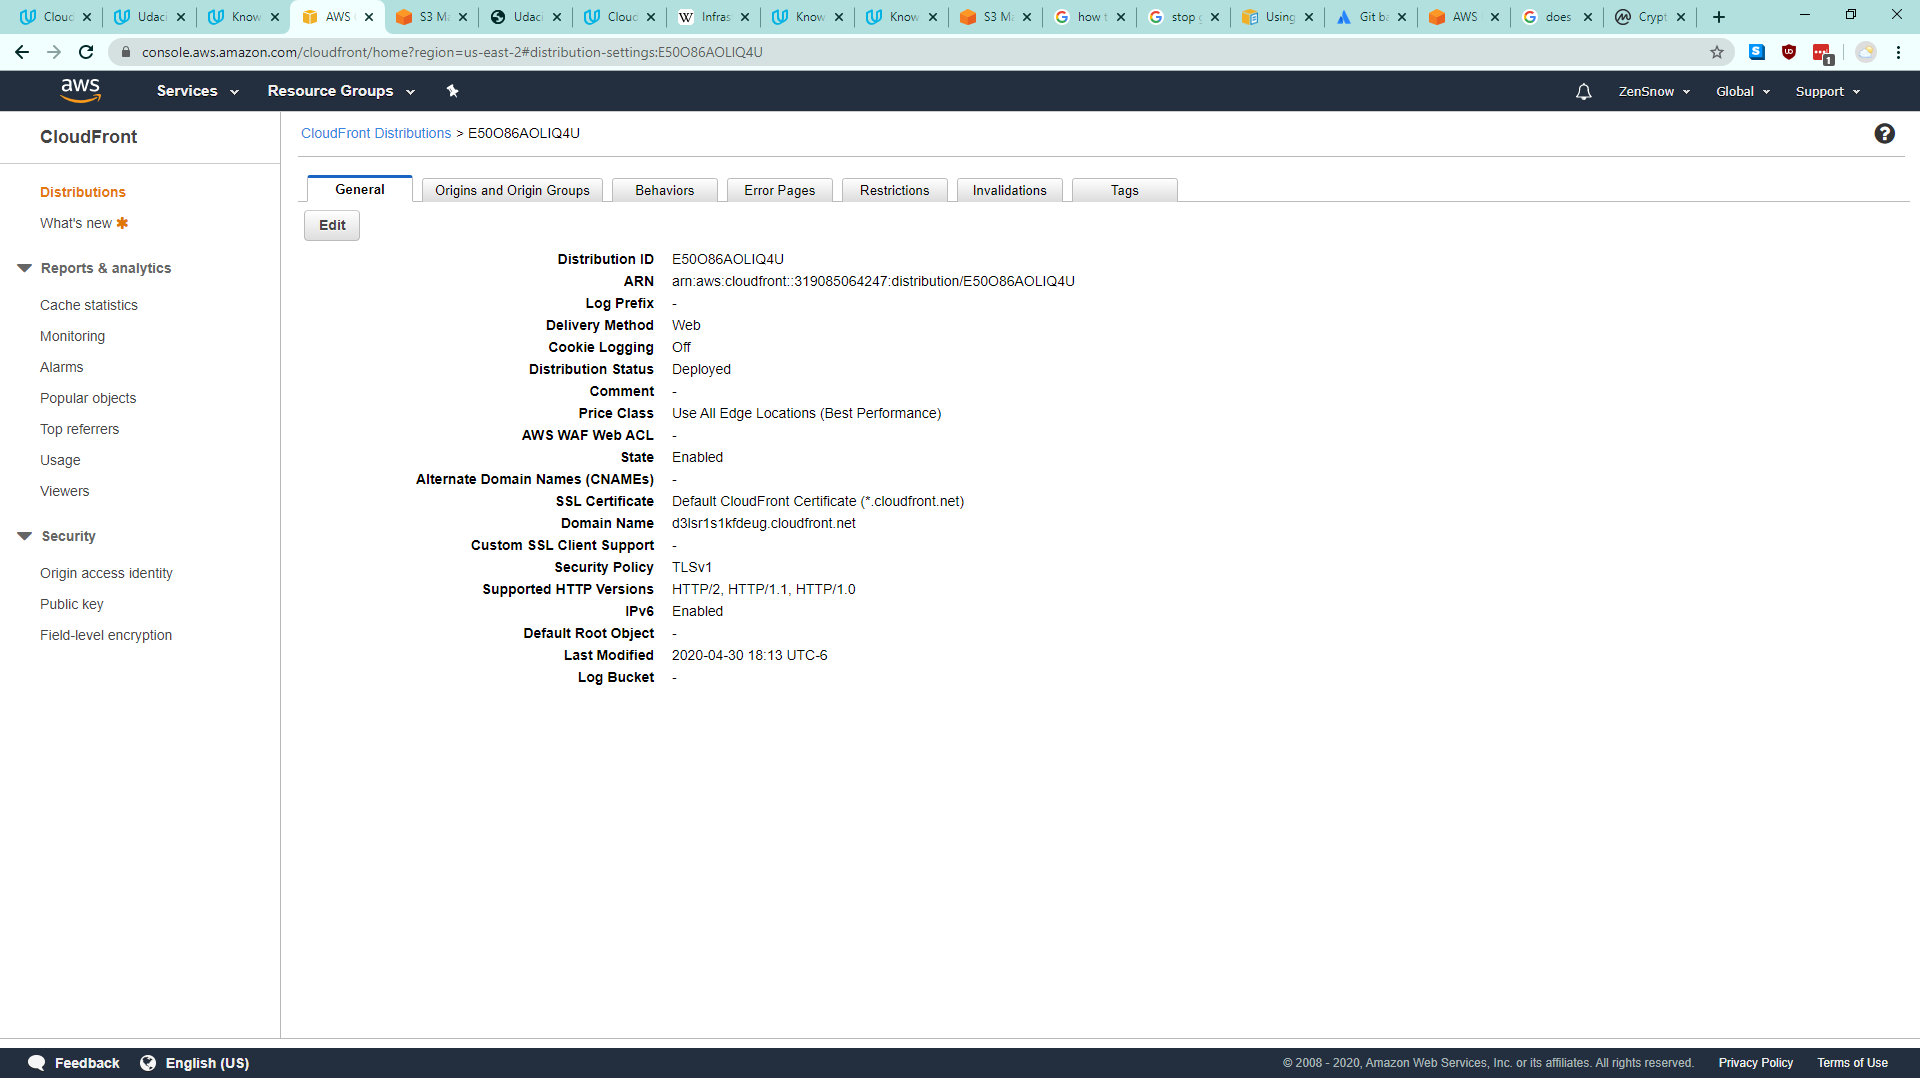 Cloud
Udaci
Know
AWS
S3 Ma
Udaci
Cloud
Infras
Know
Know
S3 Ma
how t
stop g
Using
Git ba
AWS
does
Crypt
console.aws.amazon.com/cloudfront/home?region=us-east-2#distribution-settings:E50O86AOLIQ4U
S
1
aws
Services
Resource Groups
ZenSnow
Global
Support
CloudFront
CloudFront Distributions > E50O86AOLIQ4U
?
Distributions
What's new
Reports & analytics
Cache statistics
Monitoring
Alarms
Popular objects
Top referrers
Usage
Viewers
Security
Origin access identity
Public key
Field-level encryption
General
Origins and Origin Groups
Behaviors
Error Pages
Restrictions
Invalidations
Tags
Edit
Distribution ID E50O86AOLIQ4U
ARN arn:aws:cloudfront::319085064247:distribution/E50O86AOLIQ4U
Log Prefix -
Delivery Method Web
Cookie Logging Off
Distribution Status Deployed
Comment -
Price Class Use All Edge Locations (Best Performance)
AWS WAF Web ACL -
State Enabled
Alternate Domain Names (CNAMEs) -
SSL Certificate Default CloudFront Certificate (*.cloudfront.net)
Domain Name d3lsr1s1kfdeug.cloudfront.net
Custom SSL Client Support -
Security Policy TLSv1
Supported HTTP Versions HTTP/2, HTTP/1.1, HTTP/1.0
IPv6 Enabled
Default Root Object -
Last Modified 2020-04-30 18:13 UTC-6
Log Bucket -
Feedback
English (US)
© 2008 - 2020, Amazon Web Services, Inc. or its affiliates. All rights reserved.
Privacy Policy
Terms of Use